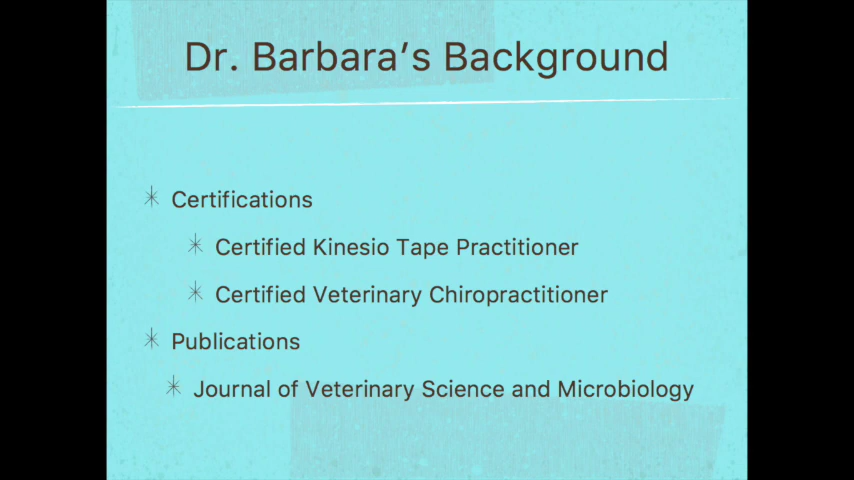 Dr. Barbara’s Background
Certifications
Certified Kinesio Tape Practitioner
Certified Veterinary Chiropractitioner
Publications
Journal of Veterinary Science and Microbiology